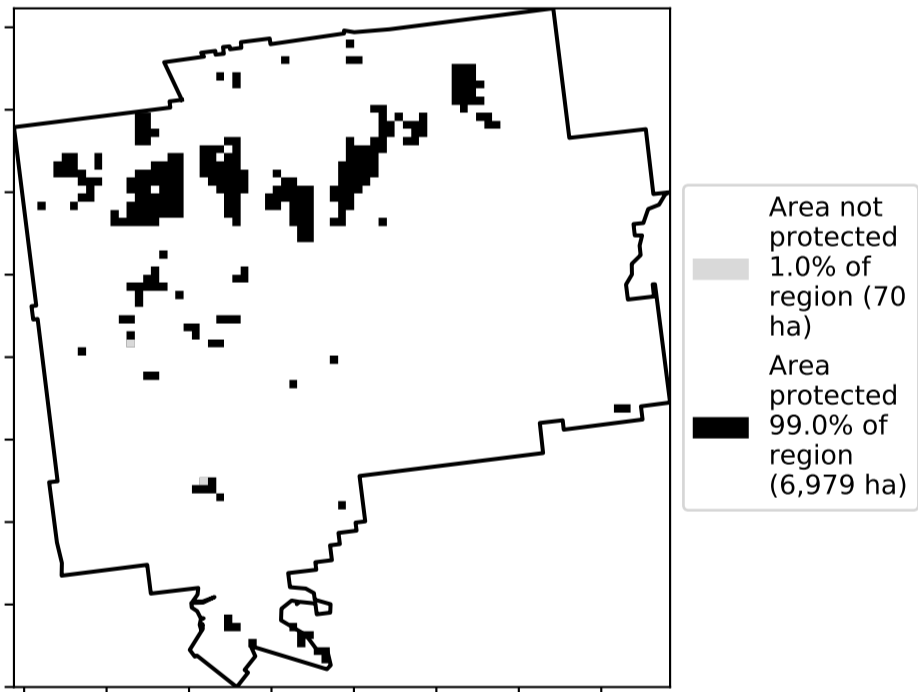 Area not
protected
1.0% of
region (70
ha)
Area
protected
99.0% of
region
(6,979 ha)